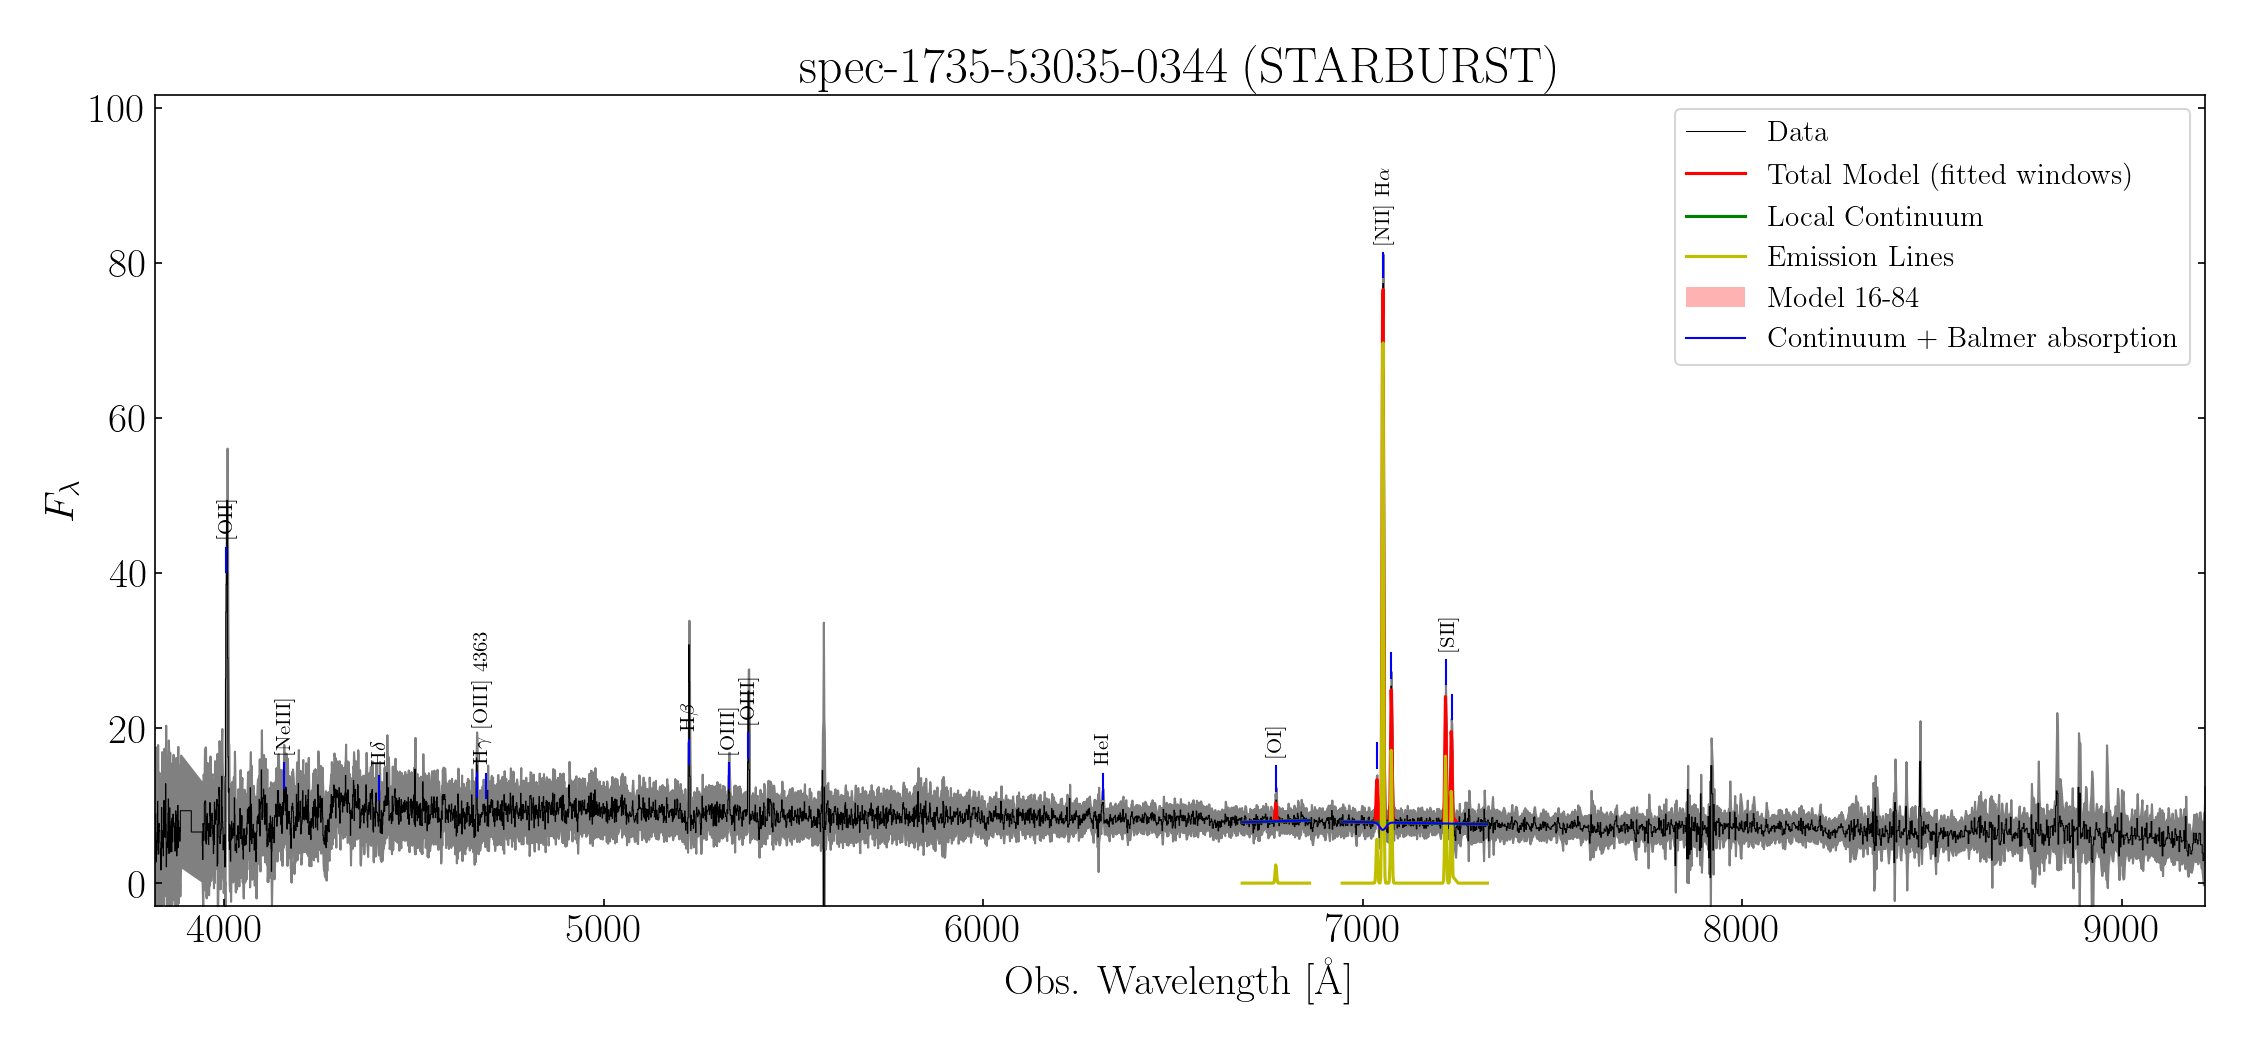 spec-1735-53035-0344 (STARBURST)
Data
Total Model (fitted windows)
Local Continuum
Emission Lines
Model 16-84
Continuum + Balmer absorption
100
80
60
40
20
0
Fλ
[OII]
[NeIII]
Hδ
Hγ [OIII] 4363
Hβ
[OIII]
[OIII]
HeI
[OI]
[NII] Hα
[SII]
4000
5000
6000
7000
8000
9000
Obs. Wavelength [Å]